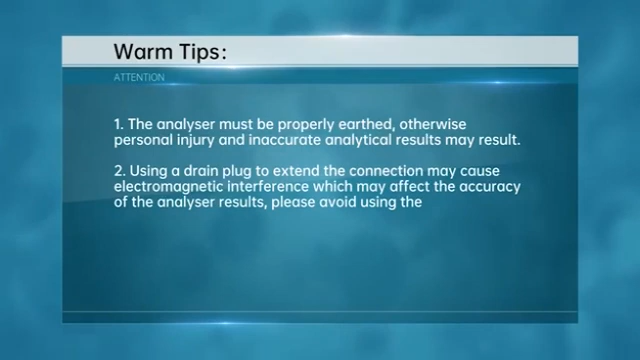 Warm Tips:
ATTENTION
1. The analyser must be properly earthed, otherwise
personal injury and inaccurate analytical results may result.
2. Using a drain plug to extend the connection may cause
electromagnetic interference which may affect the accuracy
of the analyser results, please avoid using the